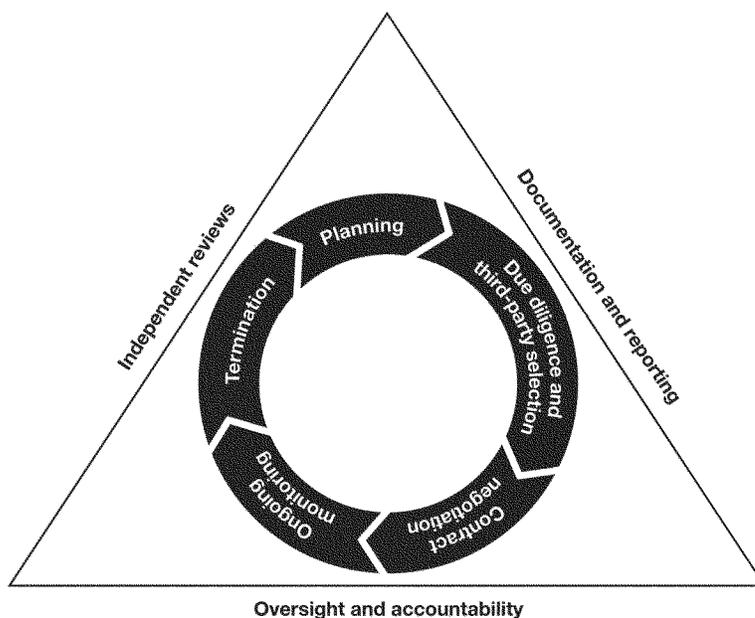 Independent reviews
Documentation and reporting
Planning
Due diligence and
third-party selection
Contract
negotiation
Ongoing
monitoring
Termination
Oversight and accountability